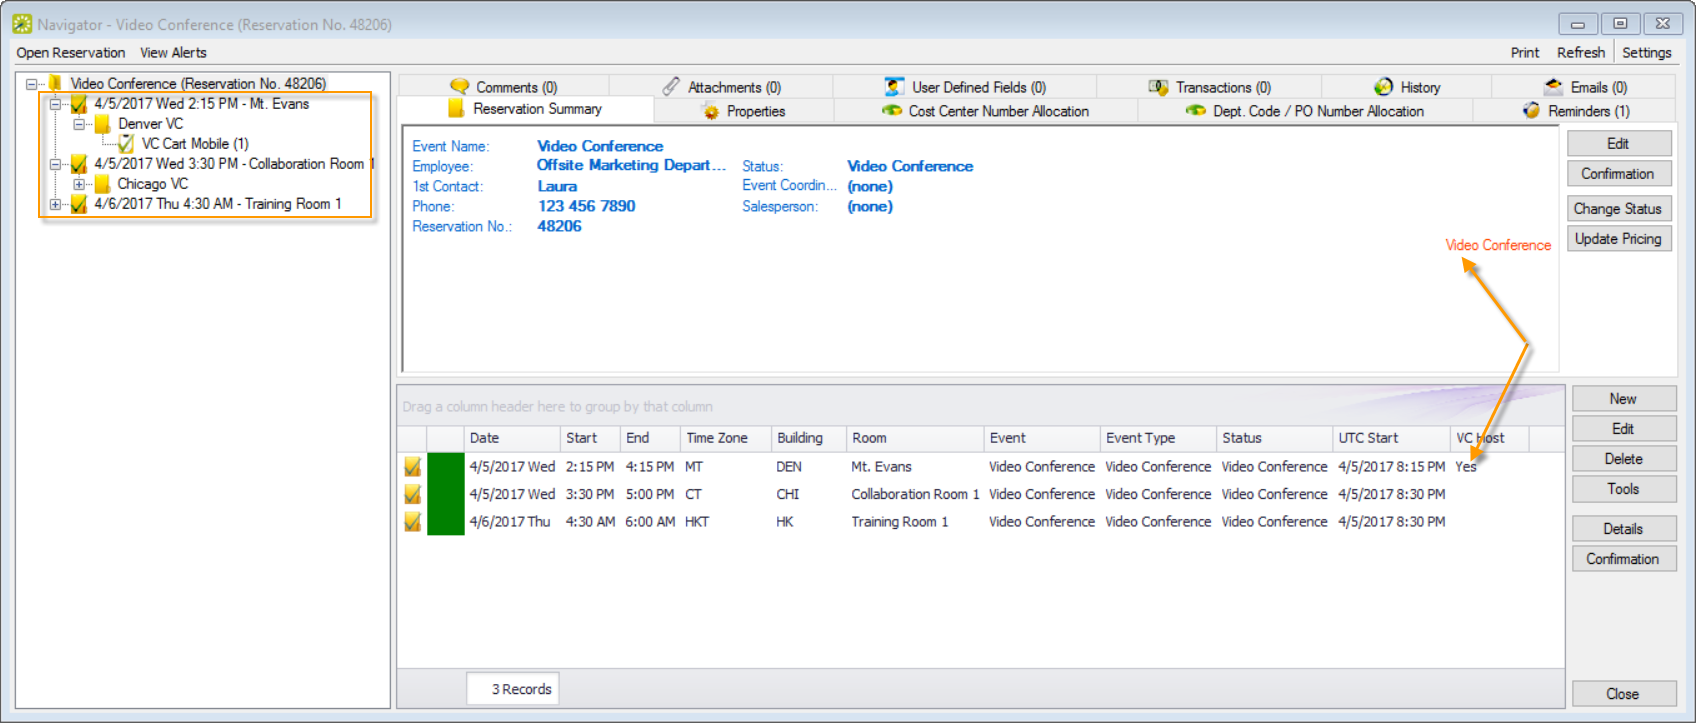 Navigator - Video Conference (Reservation No. 48206)
Open Reservation View Alerts Print Refresh Settings
Video Conference (Reservation No. 48206)
4/5/2017 Wed 2:15 PM - Mt. Evans
Denver VC
VC Cart Mobile (1)
4/5/2017 Wed 3:30 PM - Collaboration Room 1
Chicago VC
4/6/2017 Thu 4:30 AM - Training Room 1
Comments (0) Attachments (0) User Defined Fields (0) Transactions (0) History Emails (0)
Reservation Summary Properties Cost Center Number Allocation Dept. Code / PO Number Allocation Reminders (1)
Event Name: Video Conference
Employee: Offsite Marketing Depart... Status: Video Conference
1st Contact: Laura Event Coordin... (none)
Phone: 123 456 7890 Salesperson: (none)
Reservation No.: 48206
Video Conference
Edit
Confirmation
Change Status
Update Pricing
Drag a column header here to group by that column
Date Start End Time Zone Building Room Event Event Type Status UTC Start VC Host
4/5/2017 Wed 2:15 PM 4:15 PM MT DEN Mt. Evans Video Conference Video Conference Video Conference 4/5/2017 8:15 PM Yes
4/5/2017 Wed 3:30 PM 5:00 PM CT CHI Collaboration Room 1 Video Conference Video Conference Video Conference 4/5/2017 8:30 PM
4/6/2017 Thu 4:30 AM 6:00 AM HKT HK Training Room 1 Video Conference Video Conference Video Conference 4/5/2017 8:30 PM
3 Records
New
Edit
Delete
Tools
Details
Confirmation
Close